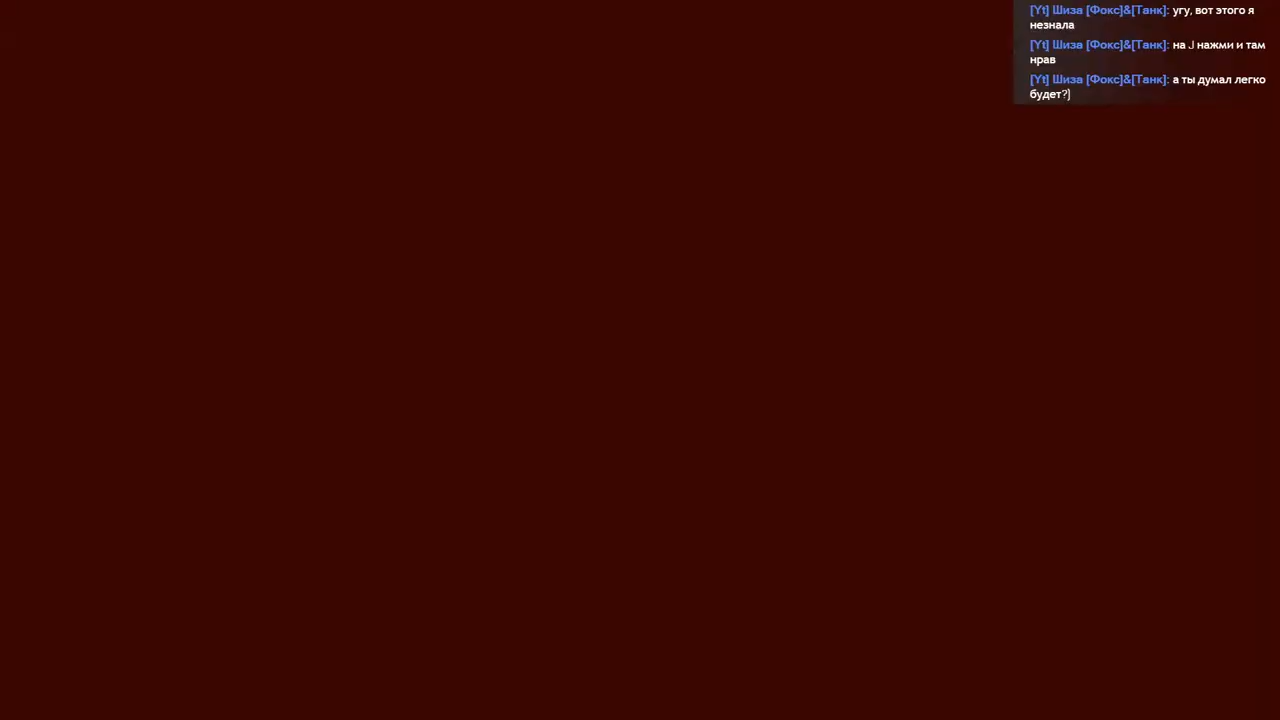 [Yt] Шиза [Фокс]&[Танк]: угу, вот этого я
незнала
[Yt] Шиза [Фокс]&[Танк]: на J нажми и там
нрав
[Yt] Шиза [Фокс]&[Танк]: а ты думал легко
будет?)